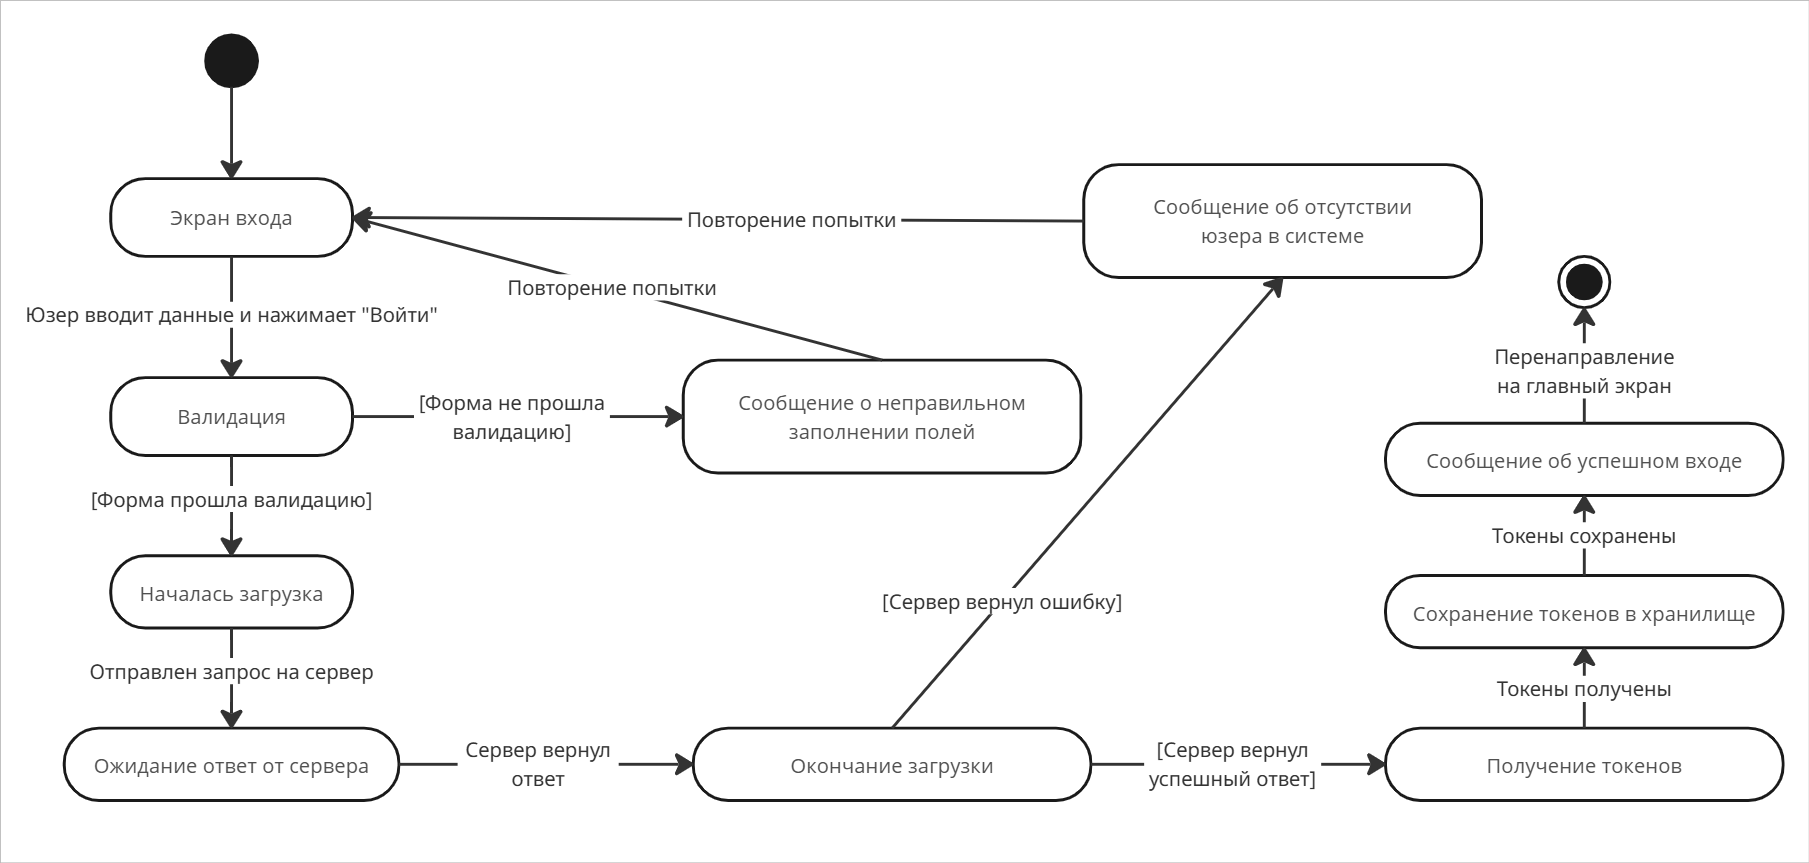 Экран входа
Повторение попытки
Сообщение об отсутствии
юзера в системе
Повторение попытки
Юзер вводит данные и нажимает "Войти"
Перенаправление
на главный экран
Валидация
[Форма не прошла
валидацию]
Сообщение о неправильном
заполнении полей
Сообщение об успешном входе
[Форма прошла валидацию]
Токены сохранены
Началась загрузка
[Сервер вернул ошибку]
Сохранение токенов в хранилище
Отправлен запрос на сервер
Токены получены
Ожидание ответ от сервера
Сервер вернул
ответ
Окончание загрузки
[Сервер вернул
успешный ответ]
Получение токенов